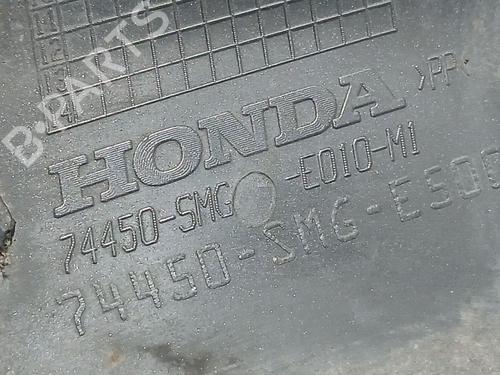 B-PARTS
HONDA
>PP<
74450-SMG -E010-M1
74450-SMG-E50